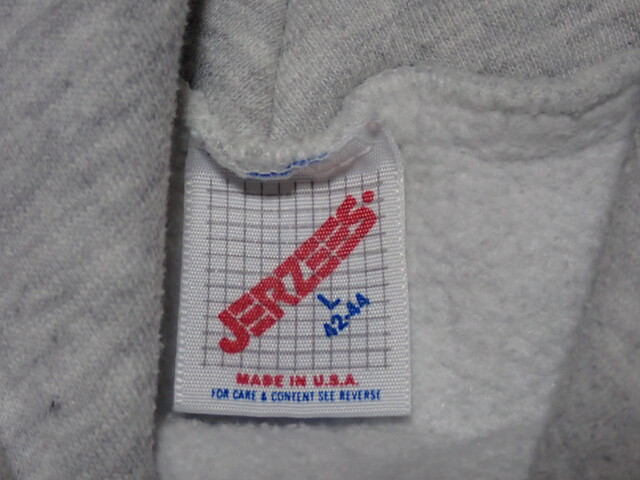 JERZEES
L
42-44
MADE IN U.S.A.
FOR CARE & CONTENT SEE REVERSE